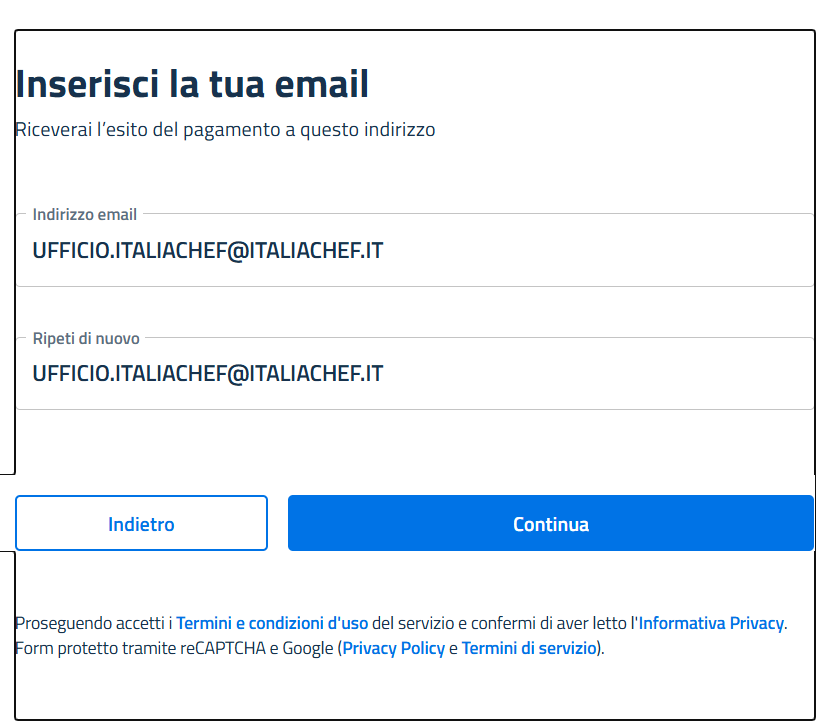 Inserisci la tua email
Riceverai l’esito del pagamento a questo indirizzo
Indirizzo email
UFFICIO.ITALIACHEF@ITALIACHEF.IT
Ripeti di nuovo
UFFICIO.ITALIACHEF@ITALIACHEF.IT
Indietro
Continua
Proseguendo accetti i Termini e condizioni d'uso del servizio e confermi di aver letto l'Informativa Privacy.
Form protetto tramite reCAPTCHA e Google (Privacy Policy e Termini di servizio).